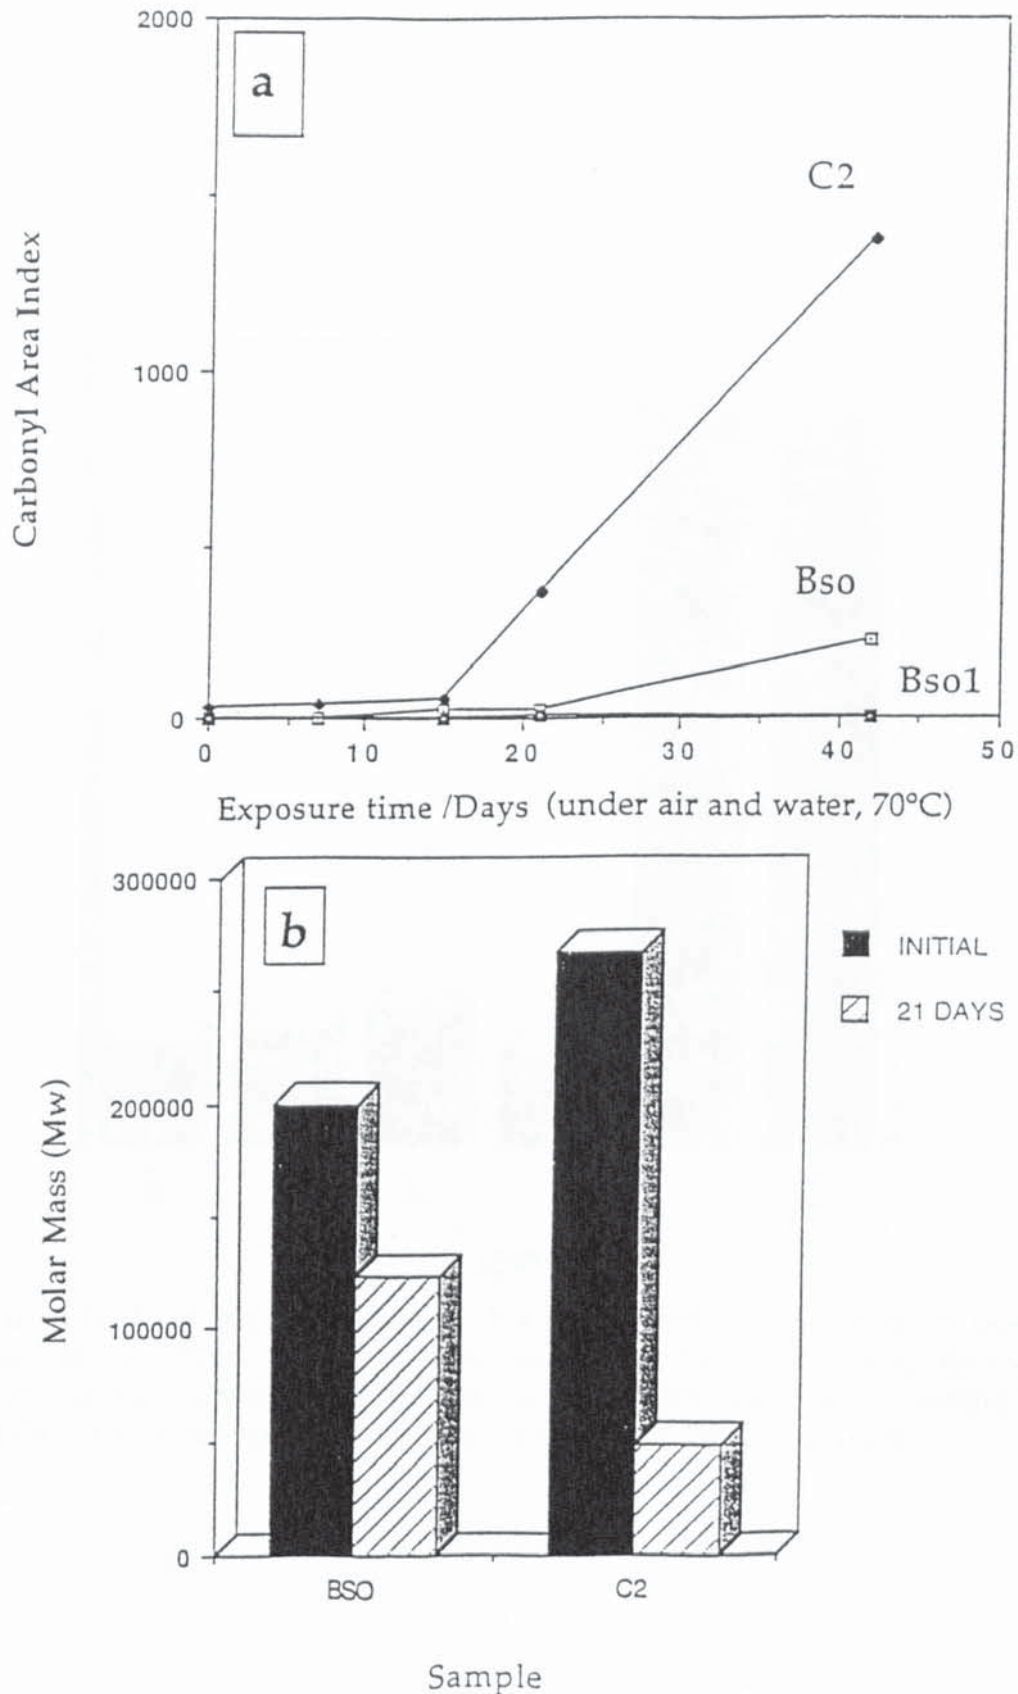 2000
a
C2
Carbonyl Area Index
1000
Bso
Bso1
0
0 10 20 30 40 50
Exposure time /Days (under air and water, 70°C)
300000
b
INITIAL
21 DAYS
200000
Molar Mass (Mw)
100000
0
BSO C2
Sample